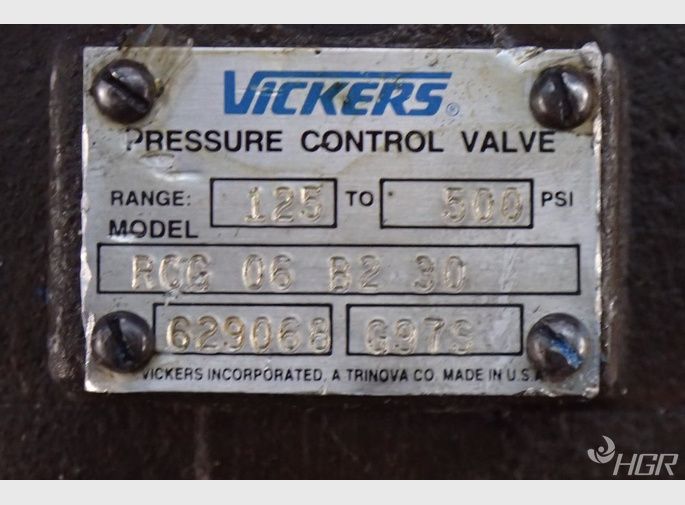 VICKERS®
PRESSURE CONTROL VALVE
RANGE: 125 TO 500 PSI
MODEL
RCG 06 B2 30
629068 G97S
VICKERS INCORPORATED, A TRINOVA CO. MADE IN U.S.A
HGR